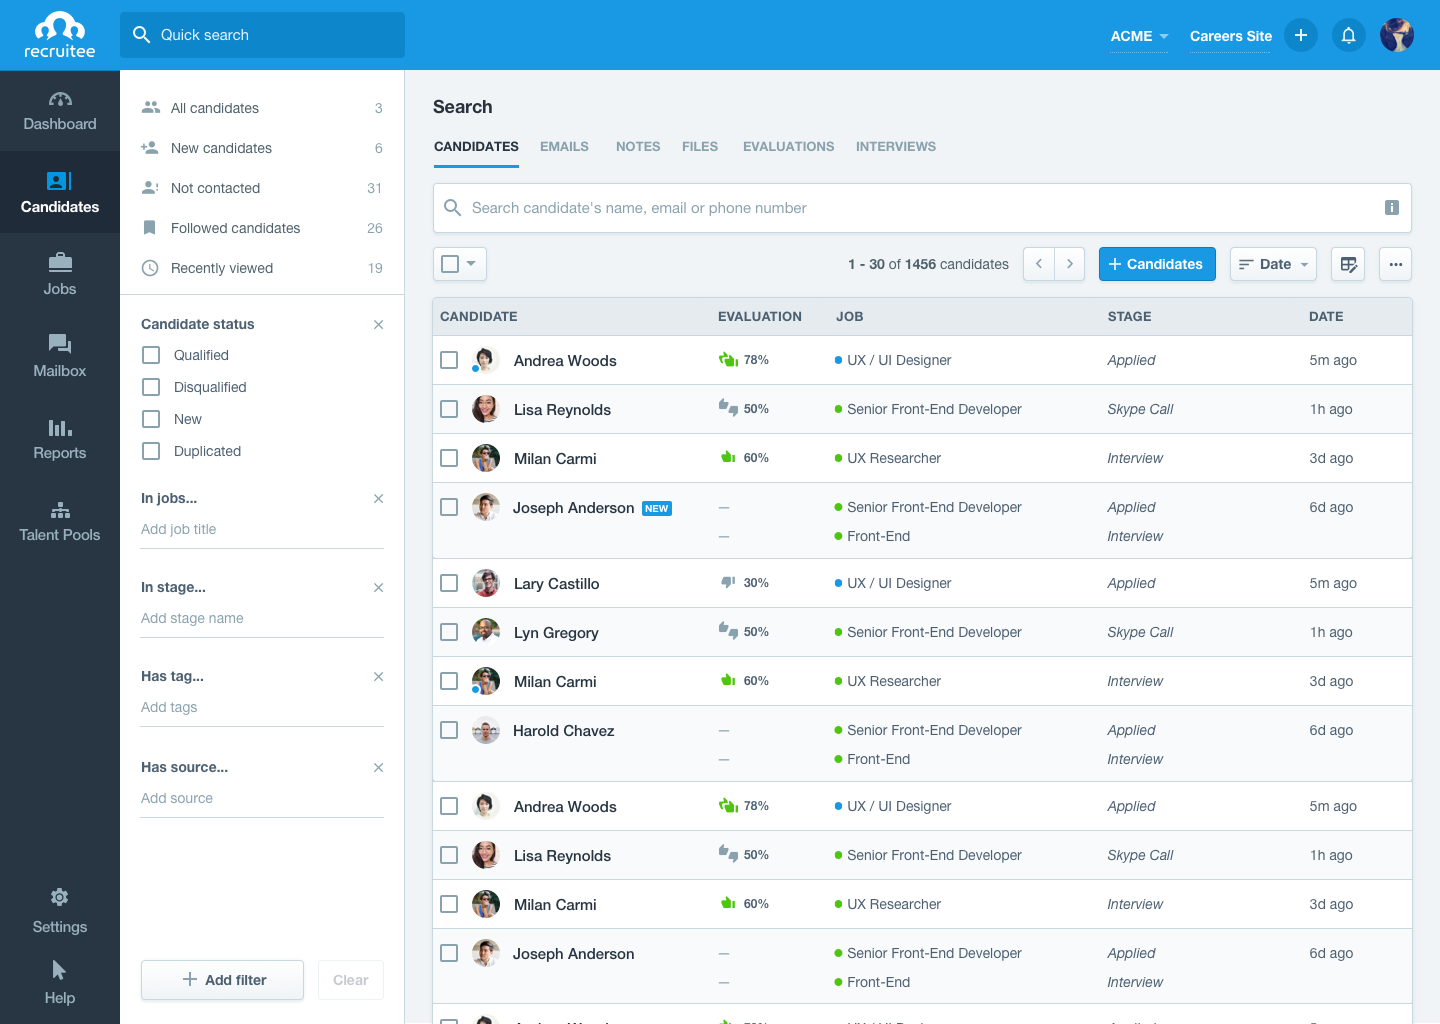 recruitee
Quick search
ACME
Careers Site
Dashboard
Candidates
Jobs
Mailbox
Reports
Talent Pools
Settings
Help
All candidates 3
New candidates 6
Not contacted 31
Followed candidates 26
Recently viewed 19
Candidate status
Qualified
Disqualified
New
Duplicated
In jobs...
Add job title
In stage...
Add stage name
Has tag...
Add tags
Has source...
Add source
Add filter Clear
Search
CANDIDATES EMAILS NOTES FILES EVALUATIONS INTERVIEWS
Search candidate's name, email or phone number
1 - 30 of 1456 candidates
Candidates
Date
CANDIDATE EVALUATION JOB STAGE DATE
Andrea Woods 78% UX / UI Designer Applied 5m ago
Lisa Reynolds 50% Senior Front-End Developer Skype Call 1h ago
Milan Carmi 60% UX Researcher Interview 3d ago
Joseph Anderson NEW — Senior Front-End Developer Applied 6d ago
— Front-End Interview
Lary Castillo 30% UX / UI Designer Applied 5m ago
Lyn Gregory 50% Senior Front-End Developer Skype Call 1h ago
Milan Carmi 60% UX Researcher Interview 3d ago
Harold Chavez — Senior Front-End Developer Applied 6d ago
— Front-End Interview
Andrea Woods 78% UX / UI Designer Applied 5m ago
Lisa Reynolds 50% Senior Front-End Developer Skype Call 1h ago
Milan Carmi 60% UX Researcher Interview 3d ago
Joseph Anderson — Senior Front-End Developer Applied 6d ago
— Front-End Interview